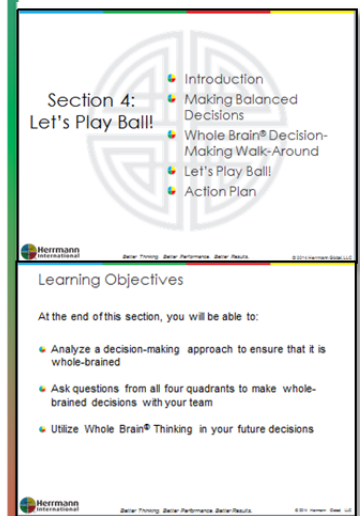 Section 4:
Let's Play Ball!
Introduction
Making Balanced
Decisions
Whole Brain® Decision-
Making Walk-Around
Let's Play Ball!
Action Plan
Herrmann
International
Better Thinking. Better Performance. Better Results.
© 2014 Herrmann Global, LLC
Learning Objectives
At the end of this section, you will be able to:
Analyze a decision-making approach to ensure that it is
whole-brained
Ask questions from all four quadrants to make whole-
brained decisions with your team
Utilize Whole Brain® Thinking in your future decisions
Herrmann
International
Better Thinking. Better Performance. Better Results.